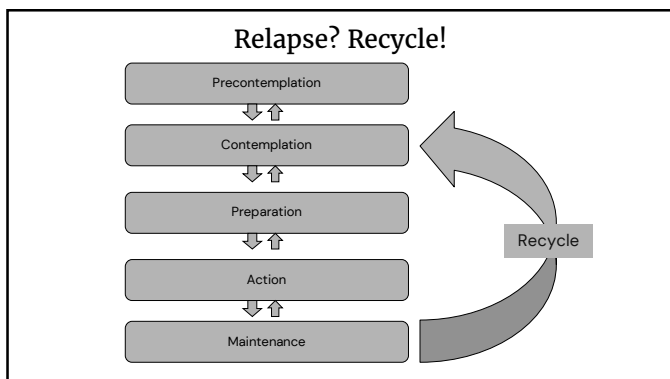 Relapse? Recycle!
Precontemplation
Contemplation
Preparation
Recycle
Action
Maintenance